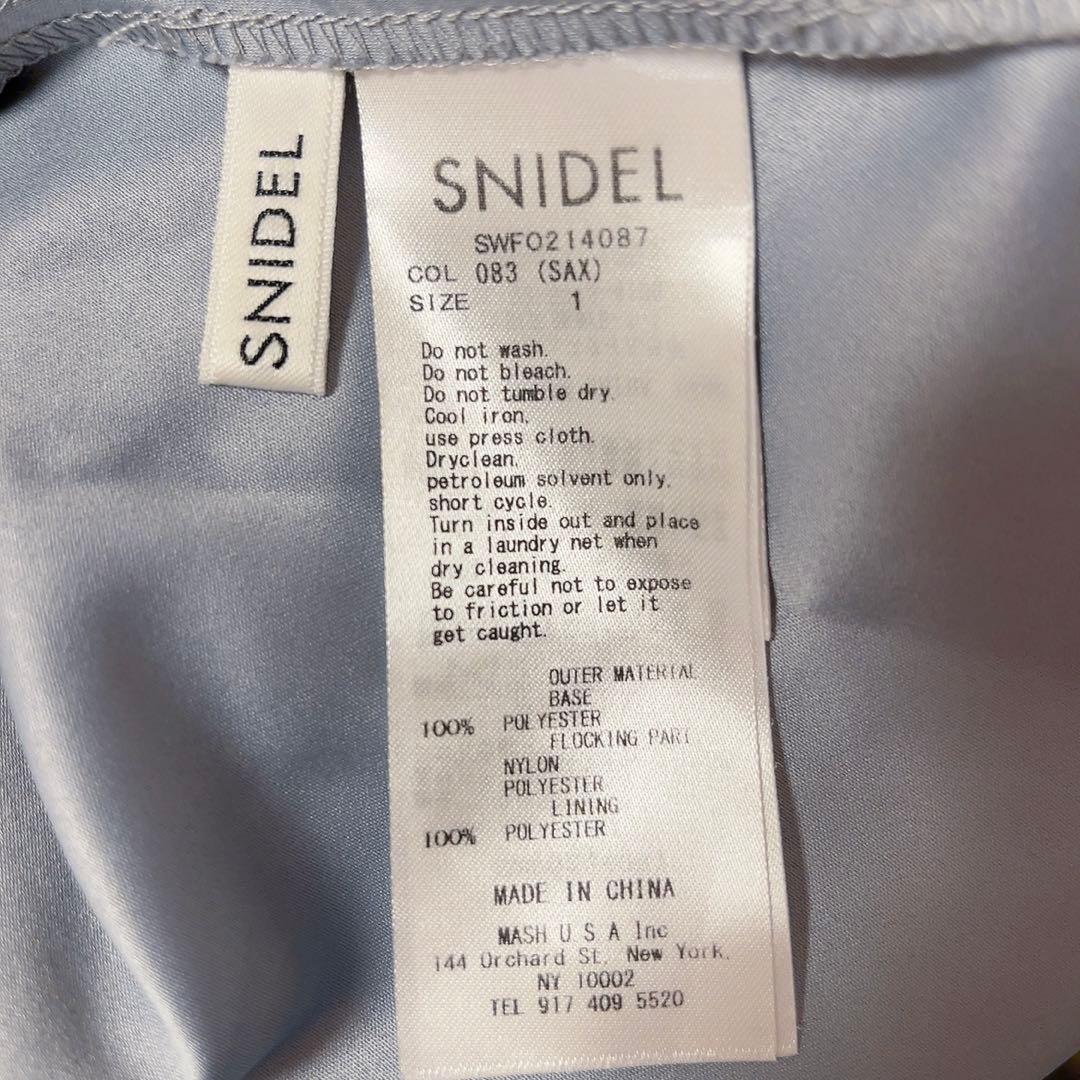 SNIDEL
SNIDEL
SWF0214087
COL 083 (SAX)
SIZE 1
Do not wash.
Do not bleach.
Do not tumble dry.
Cool iron,
use press cloth.
Dryclean,
petroleum solvent only,
short cycle.
Turn inside out and place
in a laundry net when
dry cleaning.
Be careful not to expose
to friction or let it
get caught.
OUTER MATERIAL
BASE
100% POLYESTER
FLOCKING PART
NYLON
POLYESTER
LINING
100% POLYESTER
MADE IN CHINA
MASH U S A Inc
144 Orchard St, New York,
NY 10002
TEL 917 409 5520